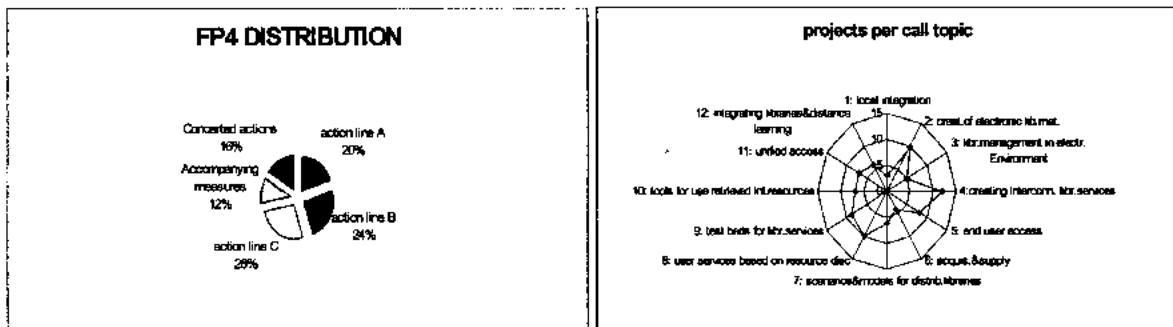 FP4 DISTRIBUTION
Concerted actions
16%
action line A
20%
Accompanying
measures
12%
action line B
24%
action line C
28%
projects per call topic
1: local integration
15
12: integrating libraries&distance
learning
2: creat.of electronic lib.mat.
10
3: libr.management in electr.
Environment
11: unified access
5
0
10: tools for use retrieved inf.resources
4:creating interconn. libr.services
9: test beds for libr.services
5: end user access
8: user services based on resource disc
6: acquis.&supply
7: scenarios&models for distrib.libraries